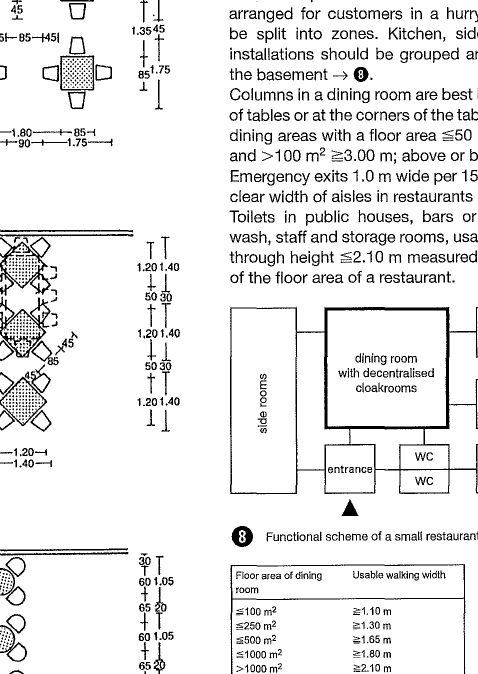 45
5 85 45
1.35 45
85 1.75
1.80 85
90 1.75
1.20 1.40
50 30
1.20 1.40
50 30
1.20 1.40
45
85
45
1.20
1.40
30
60 1.05
65 20
60 1.05
65 20
arranged for customers in a hurry
be split into zones. Kitchen, side
installations should be grouped ar
the basement → 8.
Columns in a dining room are best i
of tables or at the corners of the tab
dining areas with a floor area ≦50
and >100 m² ≧3.00 m; above or b
Emergency exits 1.0 m wide per 15
clear width of aisles in restaurants
Toilets in public houses, bars or
wash, staff and storage rooms, usa
through height ≦2.10 m measured
of the floor area of a restaurant.
side rooms
dining room
with decentralised
cloakrooms
entrance
WC
WC
8 Functional scheme of a small restaurant
Floor area of dining room Usable walking width
≦100 m² ≧1.10 m
≦250 m² ≧1.30 m
≦500 m² ≧1.65 m
≦1000 m² ≧1.80 m
>1000 m² ≧2.10 m